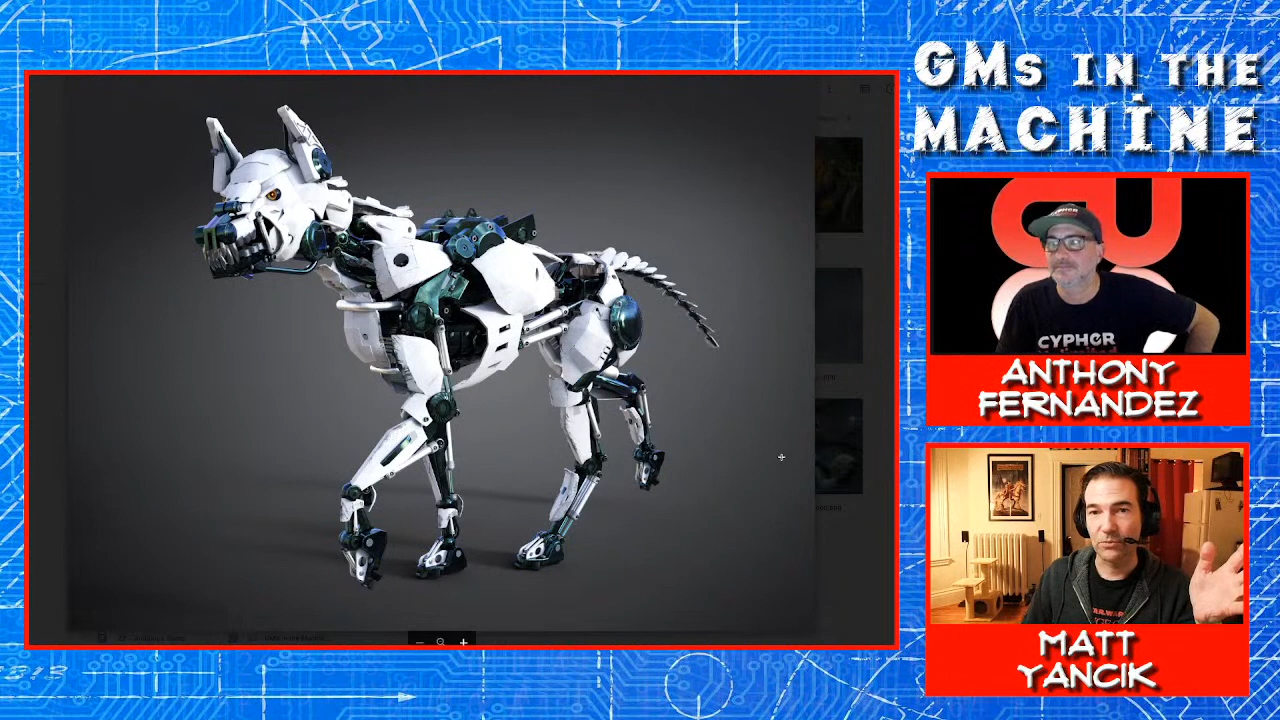 GMs IN THE
MACHINE
CYPHER
ANTHONY
FERNANDEZ
MATT
YANCIK